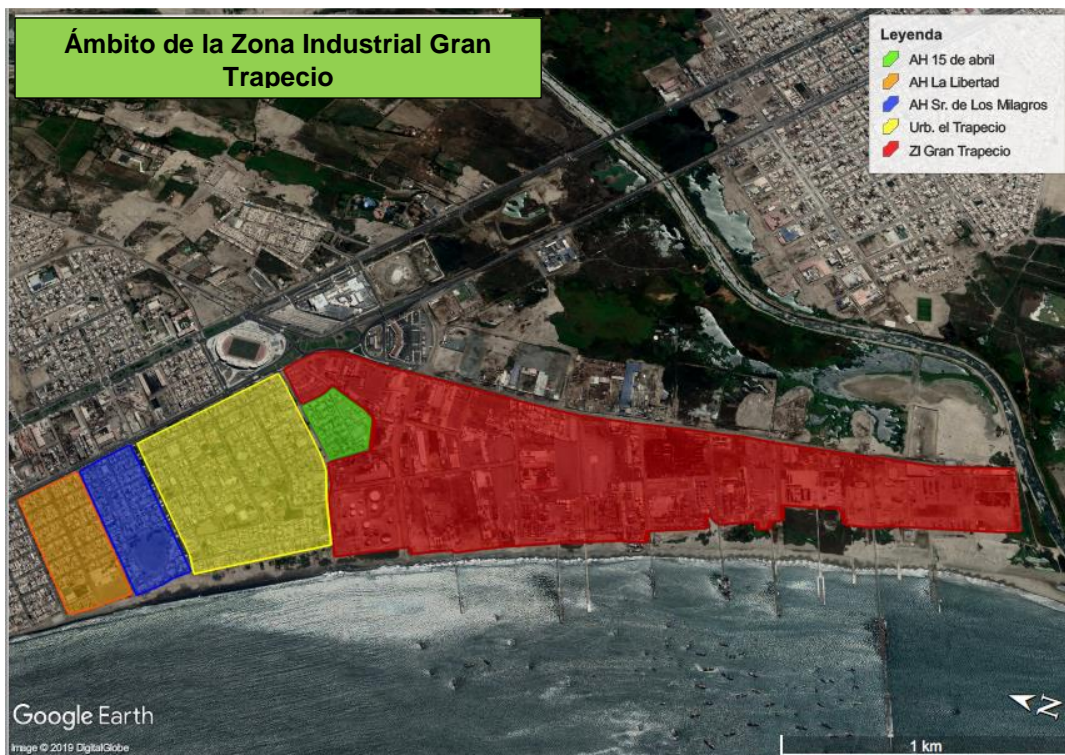 Ámbito de la Zona Industrial Gran
Trapecio
Leyenda
AH 15 de abril
AH La Libertad
AH Sr. de Los Milagros
Urb. el Trapecio
ZI Gran Trapecio
Google Earth
Image © 2019 DigitalGlobe
N
1 km